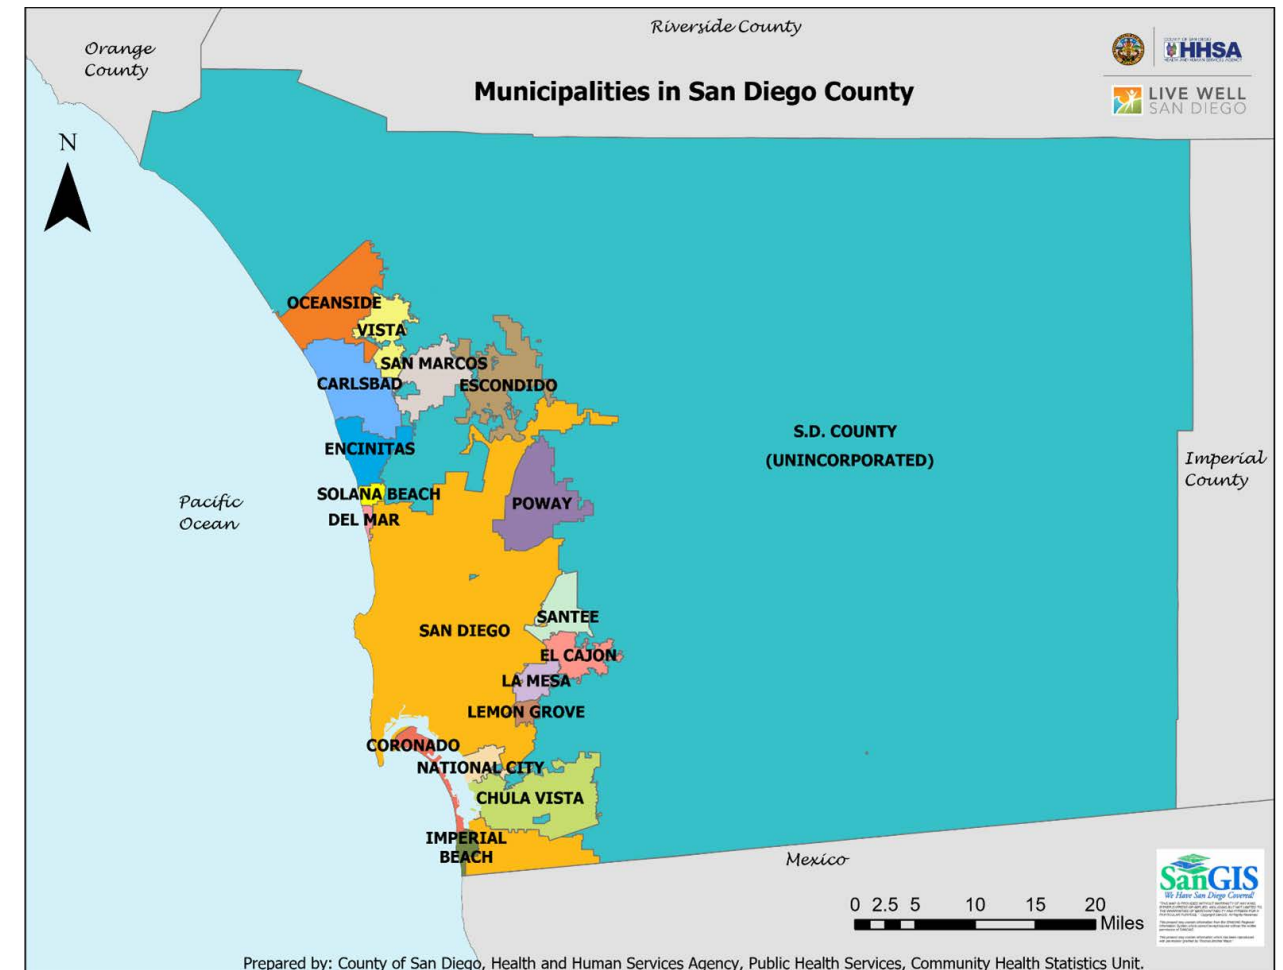 Riverside County
Orange
County
HHSA
Municipalities in San Diego County
LIVE WELL
SAN DIEGO
N
OCEANSIDE
VISTA
SAN MARCOS
CARLSBAD
ESCONDIDO
S.D. COUNTY
(UNINCORPORATED)
ENCINITAS
Imperial
County
SOLANA BEACH
Pacific
Ocean
POWAY
DEL MAR
SANTEE
SAN DIEGO
EL CAJON
LA MESA
LEMON GROVE
CORONADO
NATIONAL CITY
CHULA VISTA
IMPERIAL
BEACH
Mexico
SanGIS
We Have San Diego Covered!
0 2.5 5 10 15 20
Miles
Prepared by: County of San Diego, Health and Human Services Agency, Public Health Services, Community Health Statistics Unit.